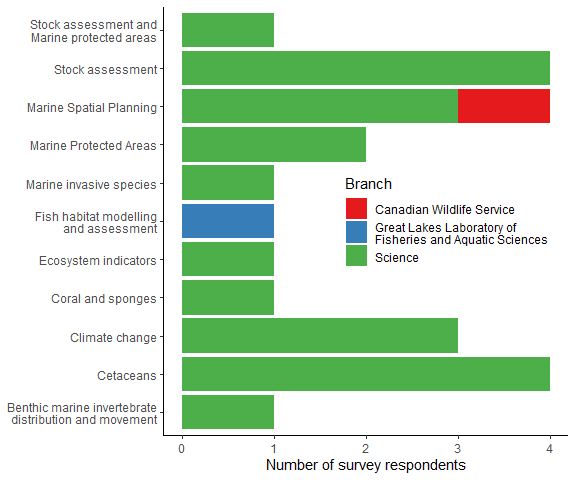 Stock assessment and
Marine protected areas
Stock assessment
Marine Spatial Planning
Marine Protected Areas
Marine invasive species
Fish habitat modelling
and assessment
Ecosystem indicators
Coral and sponges
Climate change
Cetaceans
Benthic marine invertebrate
distribution and movement
Branch
Canadian Wildlife Service
Great Lakes Laboratory of
Fisheries and Aquatic Sciences
Science
0 1 2 3 4
Number of survey respondents